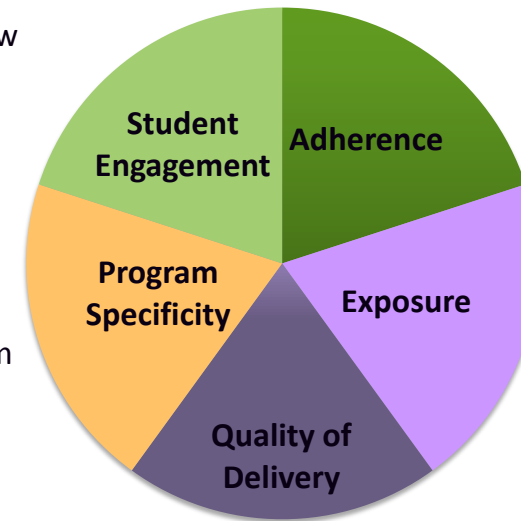 Student
Engagement
Adherence
Program
Specificity
Exposure
Quality of
Delivery